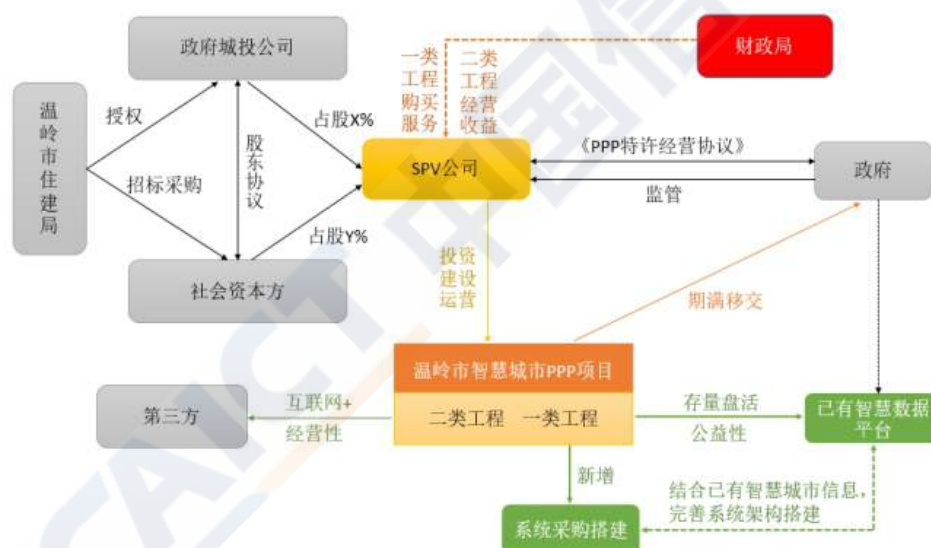 政府城投公司
财政局
温岭市住建局
授权
招标采购
股东协议
占股X%
占股Y%
一类工程购买服务
二类工程经营收益
SPV公司
《PPP特许经营协议》
监管
政府
社会资本方
投资
建设
运营
期满移交
温岭市智慧城市PPP项目
二类工程 一类工程
第三方
互联网+
经营性
存量盘活
公益性
已有智慧数据
平台
新增
系统采购搭建
结合已有智慧城市信息,
完善系统架构搭建
CAICT 中国信